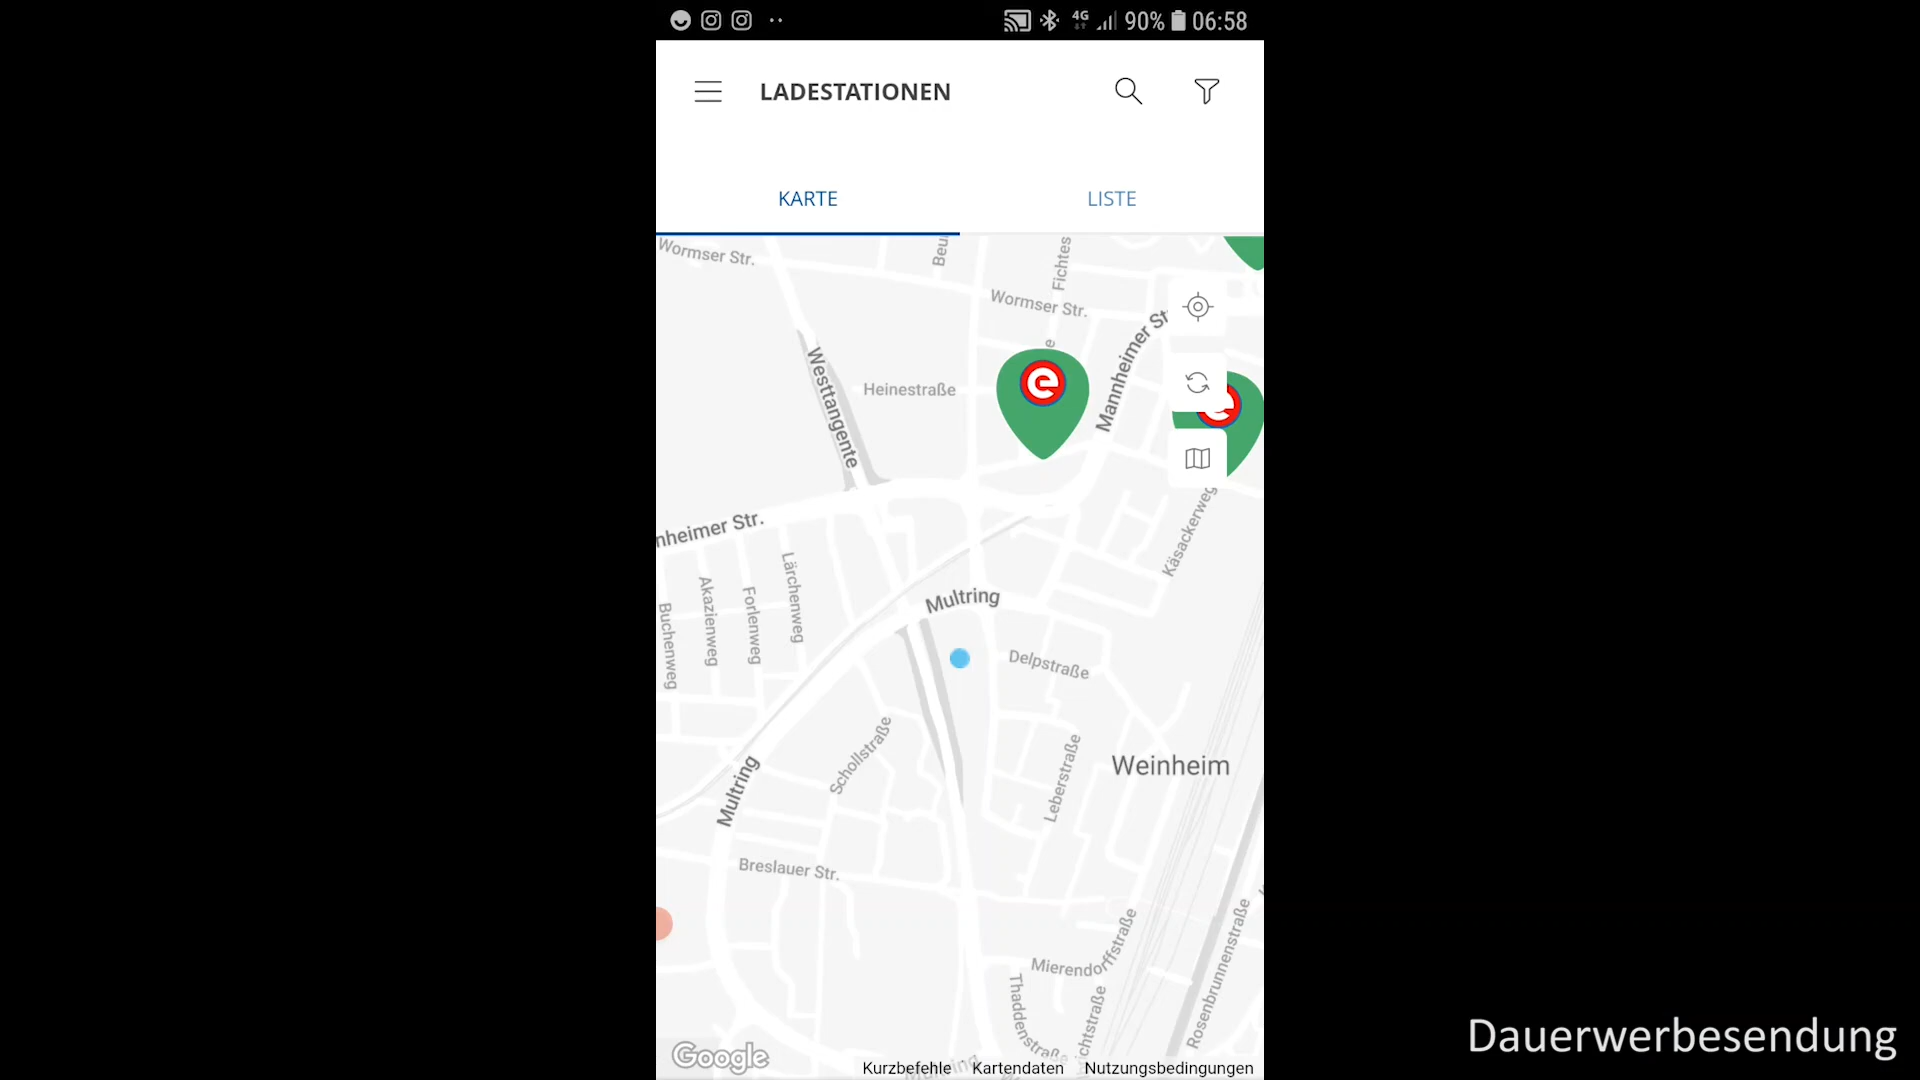 4G 90% 06:58
LADESTATIONEN
KARTE
LISTE
Wormser Str.
Fichtes
Wormser Str.
Mannheimer St
Westtangente
Heinestraße
e
e
nheimer Str.
Käsackerweg
Lärchenweg
Akazienweg
Forlenweg
Buchenweg
Multring
Delpstraße
Schollstraße
Leberstraße
Weinheim
Multring
Breslauer Str.
Mierendorffstraße
Rosenbrunnenstraße
Thaddenstraße
chtstraße
Google
Kurzbefehle Kartendaten Nutzungsbedingungen
Dauerwerbesendung